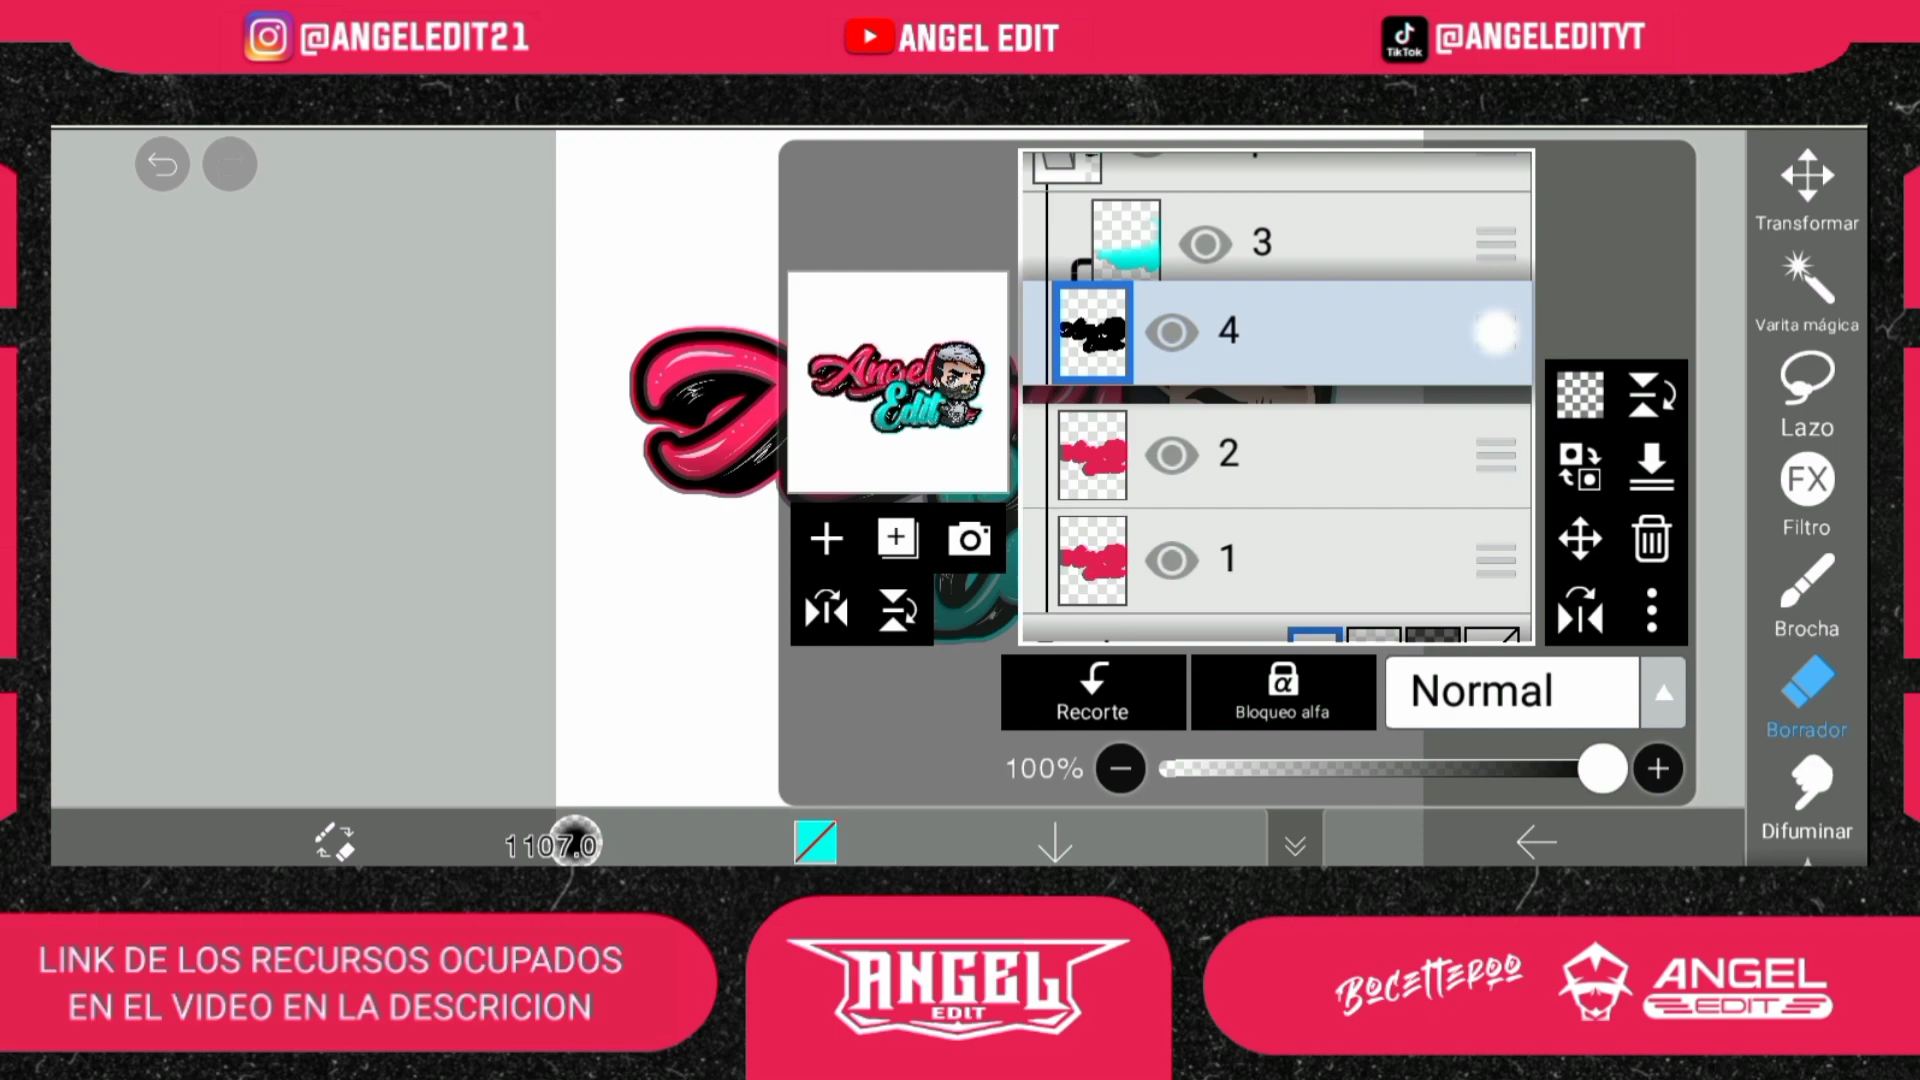 @ANGELEDIT21
ANGEL EDIT
TikTok
@ANGELEDITYT
3
4
2
1
Angel
Edit
Transformar
Varita mágica
Lazo
FX
Filtro
Brocha
Borrador
Difuminar
Recorte
α
Bloqueo alfa
Normal
100%
1107.0
LINK DE LOS RECURSOS OCUPADOS
EN EL VIDEO EN LA DESCRICION
ANGEL
EDIT
BOCETTEROO
ANGEL
EDIT